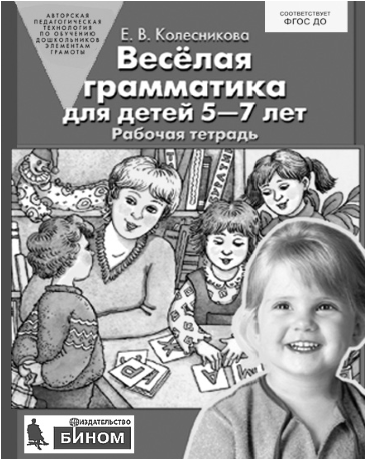 АВТОРСКАЯ
ПЕДАГОГИЧЕСКАЯ
ТЕХНОЛОГИЯ
ПО ОБУЧЕНИЮ
ДОШКОЛЬНИКОВ
ЭЛЕМЕНТАМ
ГРАМОТЫ
СООТВЕТСТВУЕТ
ФГОС ДО
Е. В. Колесникова
Весёлая
грамматика
для детей 5—7 лет
Рабочая тетрадь
ИЗДАТЕЛЬСТВО
БИНОМ